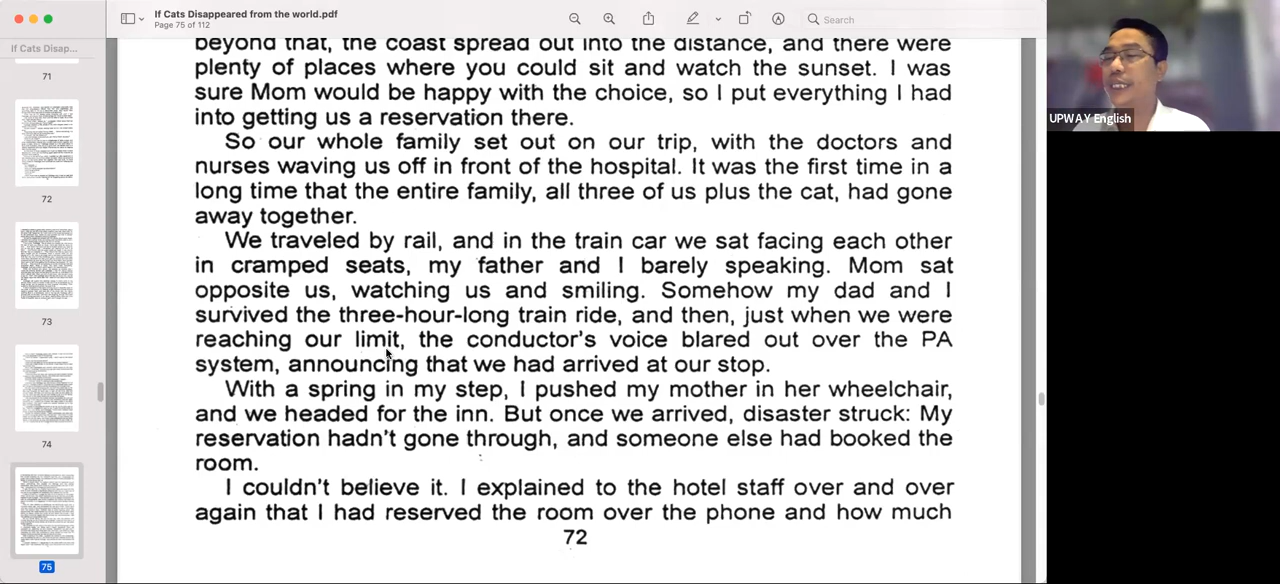 If Cats Disappeared from the world.pdf
Page 75 of 112
Search
If Cats Disap...
71
72
73
74
75
beyond that, the coast spread out into the distance, and there were
plenty of places where you could sit and watch the sunset. I was
sure Mom would be happy with the choice, so I put everything I had
into getting us a reservation there.
So our whole family set out on our trip, with the doctors and
nurses waving us off in front of the hospital. It was the first time in a
long time that the entire family, all three of us plus the cat, had gone
away together.
We traveled by rail, and in the train car we sat facing each other
in cramped seats, my father and I barely speaking. Mom sat
opposite us, watching us and smiling. Somehow my dad and I
survived the three-hour-long train ride, and then, just when we were
reaching our limit, the conductor's voice blared out over the PA
system, announcing that we had arrived at our stop.
With a spring in my step, I pushed my mother in her wheelchair,
and we headed for the inn. But once we arrived, disaster struck: My
reservation hadn't gone through, and someone else had booked the
room.
I couldn't believe it. I explained to the hotel staff over and over
again that I had reserved the room over the phone and how much
72
UPWAY English